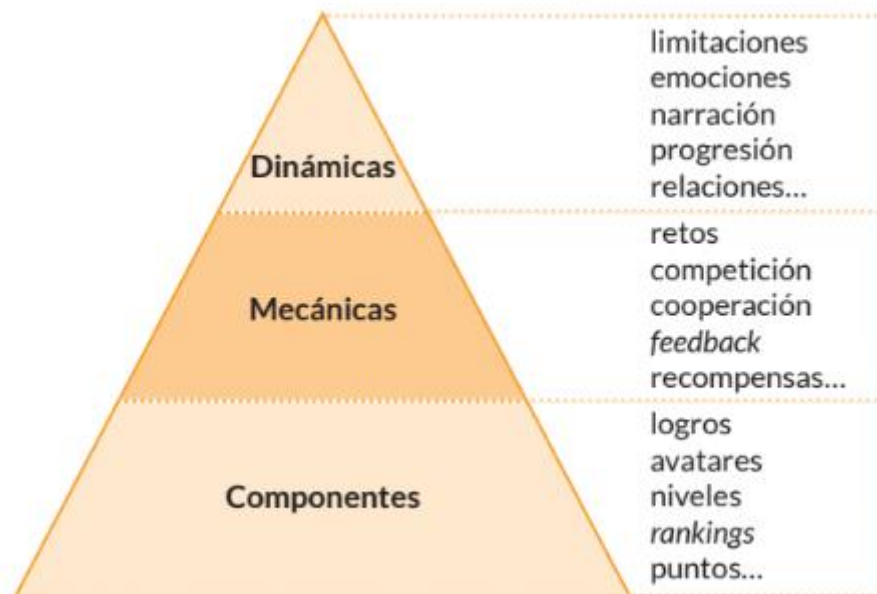 limitaciones
emociones
narración
progresión
relaciones...
Dinámicas
retos
competición
cooperación
feedback
recompensas...
Mecánicas
logros
avatares
niveles
rankings
puntos...
Componentes